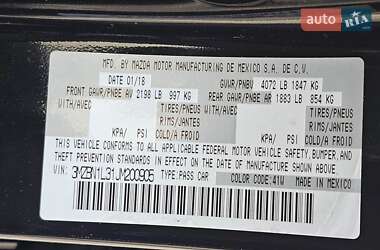 auto RIA
MFD. BY MAZDA MOTOR MANUFACTURING DE MEXICO S.A. DE C.V.
DATE 01/18 GVWR/PNBV 4072 LB 1847 KG
FRONT GAWR/PNBE AV 2198 LB 997 KG REAR GAWR/PNBE AR 1883 LB 854 KG
WITH/AVEC TIRES/PNEUS WITH/AVEC TIRES/PNEUS
RIMS/JANTES RIMS/JANTES
KPA/ PSI COLD/A FROID KPA/ PSI COLD/A FROID
THIS VEHICLE CONFORMS TO ALL APPLICABLE FEDERAL MOTOR VEHICLE SAFETY, BUMPER, AND
THEFT PREVENTION STANDARDS IN EFFECT ON THE DATE OF MANUFACTURE SHOWN ABOVE.
VIN: 3MZBN1L31JM200905 TYPE: PASS CAR COLOR CODE: 41W MADE IN MEXICO